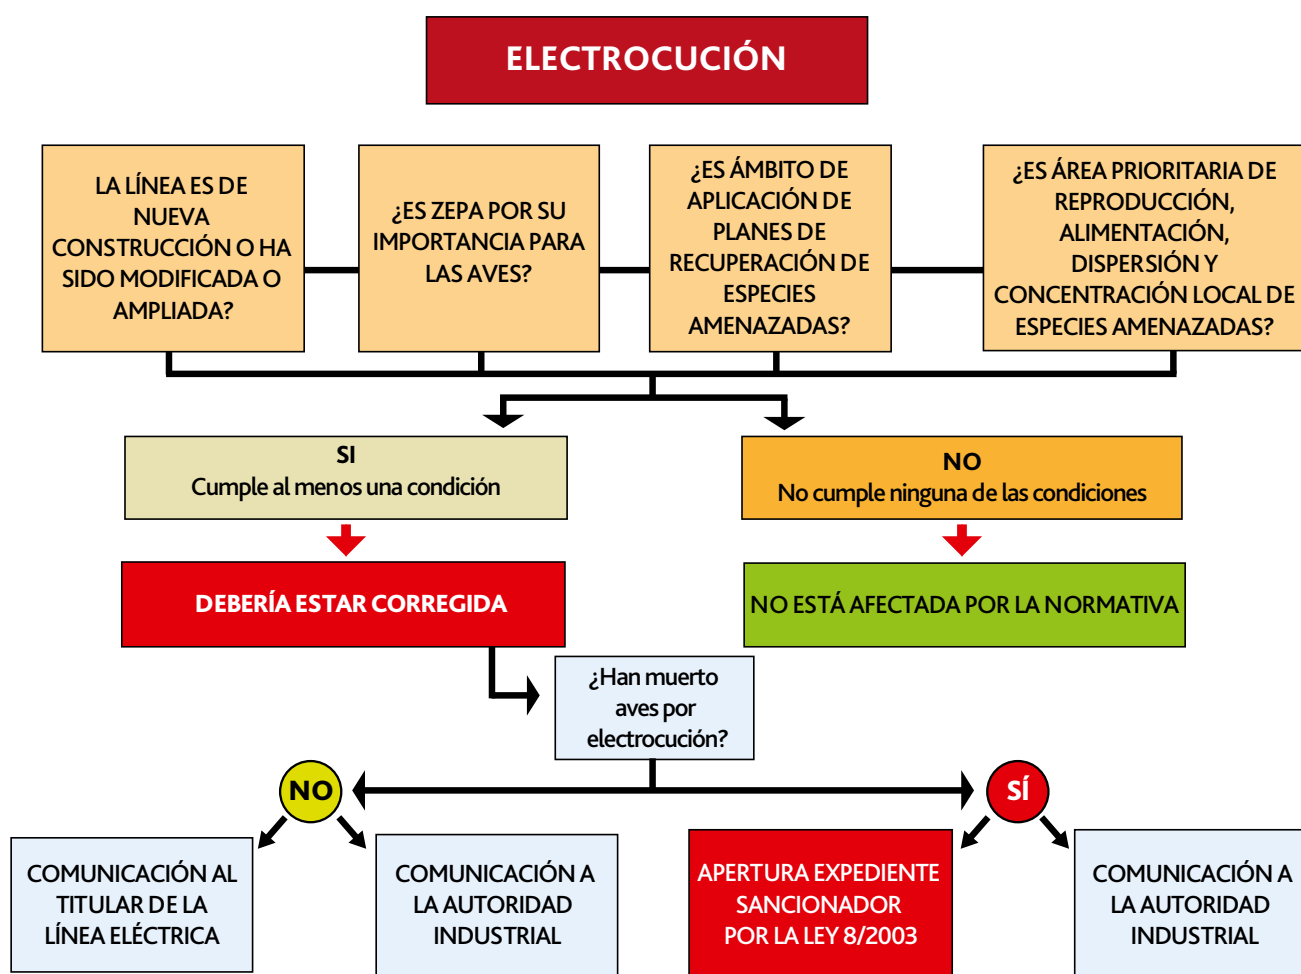 ELECTROCUCIÓN
LA LÍNEA ES DE
NUEVA
CONSTRUCCIÓN O HA
SIDO MODIFICADA O
AMPLIADA?
¿ES ZEPA POR SU
IMPORTANCIA PARA
LAS AVES?
¿ES ÁMBITO DE
APLICACIÓN DE
PLANES DE
RECUPERACIÓN DE
ESPECIES
AMENAZADAS?
¿ES ÁREA PRIORITARIA DE
REPRODUCCIÓN,
ALIMENTACIÓN,
DISPERSIÓN Y
CONCENTRACIÓN LOCAL DE
ESPECIES AMENAZADAS?
SI
Cumple al menos una condición
NO
No cumple ninguna de las condiciones
DEBERÍA ESTAR CORREGIDA
NO ESTÁ AFECTADA POR LA NORMATIVA
¿Han muerto
aves por
electrocución?
NO
SÍ
COMUNICACIÓN AL
TITULAR DE LA
LÍNEA ELÉCTRICA
COMUNICACIÓN A
LA AUTORIDAD
INDUSTRIAL
APERTURA EXPEDIENTE
SANCIONADOR
POR LA LEY 8/2003
COMUNICACIÓN A
LA AUTORIDAD
INDUSTRIAL